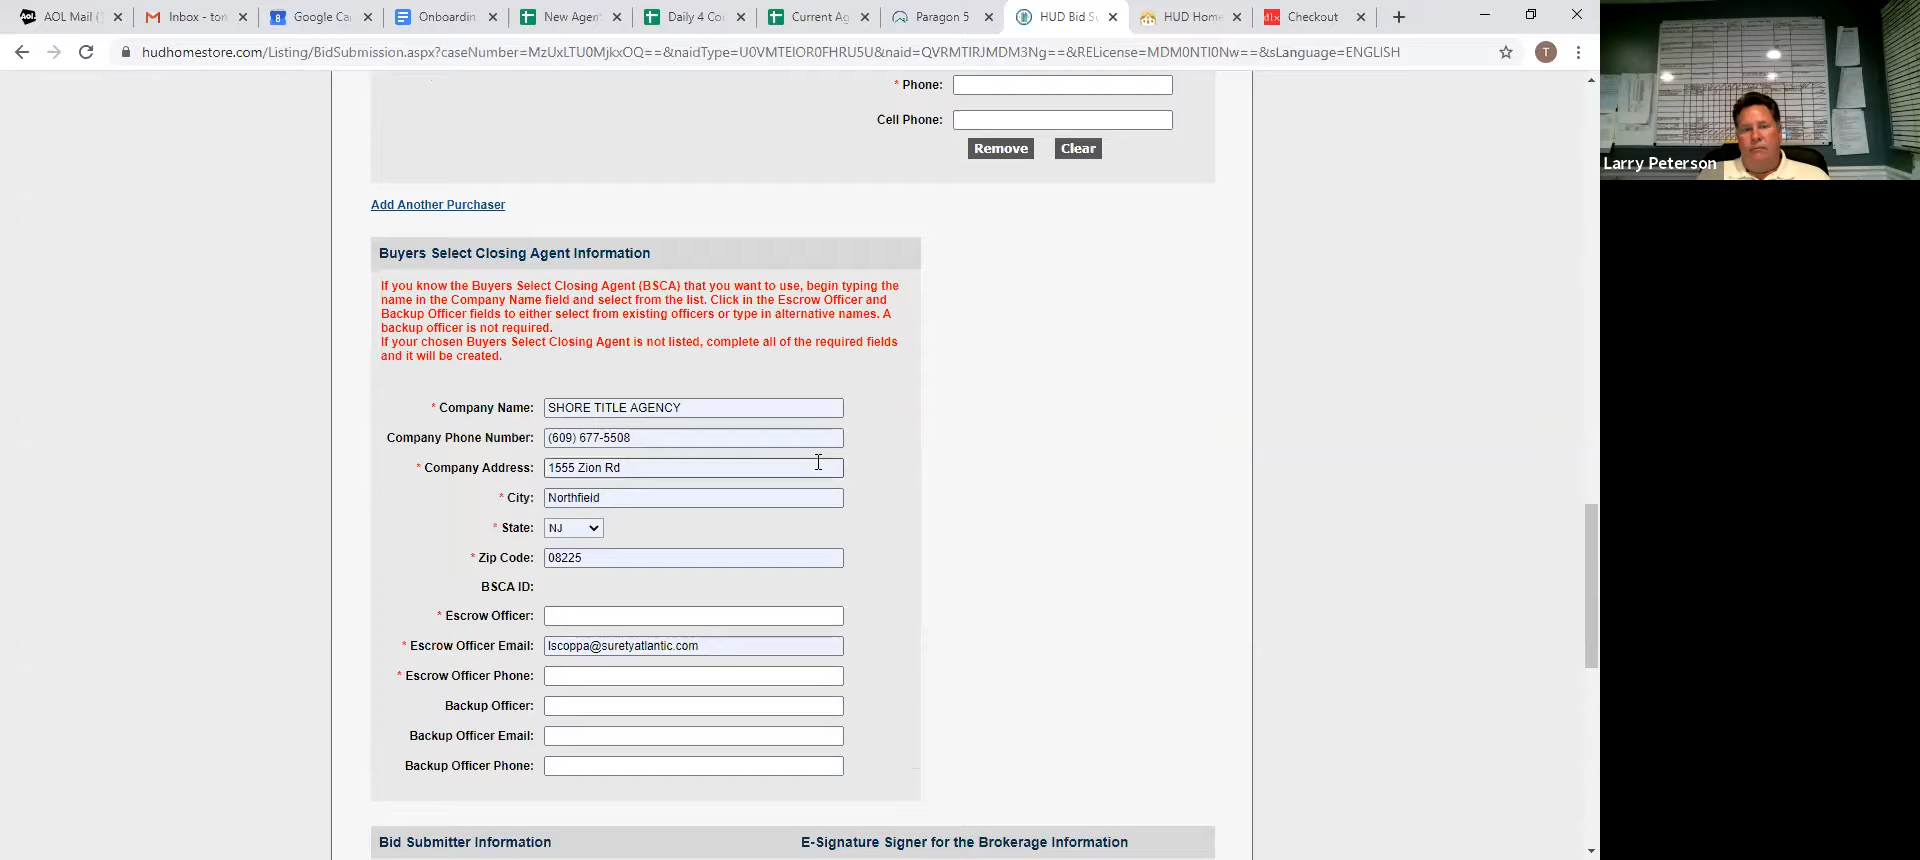 AOL Mail (
Inbox - ton
Google Ca
Onboardin
New Agen
Daily 4 Co
Current Ag
Paragon 5
HUD Bid Su
HUD Home
dlx Checkout
hudhomestore.com/Listing/BidSubmission.aspx?caseNumber=MzUxLTU0MjkxOQ==&naidType=U0VMTElOR0FHRU5U&naid=QVRMTlRJMDM3Ng==&RELicense=MDM0NTI0Nw==&sLanguage=ENGLISH
T
* Phone:
Cell Phone:
Remove Clear
Add Another Purchaser
Buyers Select Closing Agent Information
If you know the Buyers Select Closing Agent (BSCA) that you want to use, begin typing the
name in the Company Name field and select from the list. Click in the Escrow Officer and
Backup Officer fields to either select from existing officers or type in alternative names. A
backup officer is not required.
If your chosen Buyers Select Closing Agent is not listed, complete all of the required fields
and it will be created.
* Company Name: SHORE TITLE AGENCY
Company Phone Number: (609) 677-5508
* Company Address: 1555 Zion Rd
* City: Northfield
* State: NJ
* Zip Code: 08225
BSCA ID:
* Escrow Officer:
* Escrow Officer Email: lscoppa@suretyatlantic.com
* Escrow Officer Phone:
Backup Officer:
Backup Officer Email:
Backup Officer Phone:
Bid Submitter Information
E-Signature Signer for the Brokerage Information
Larry Peterson